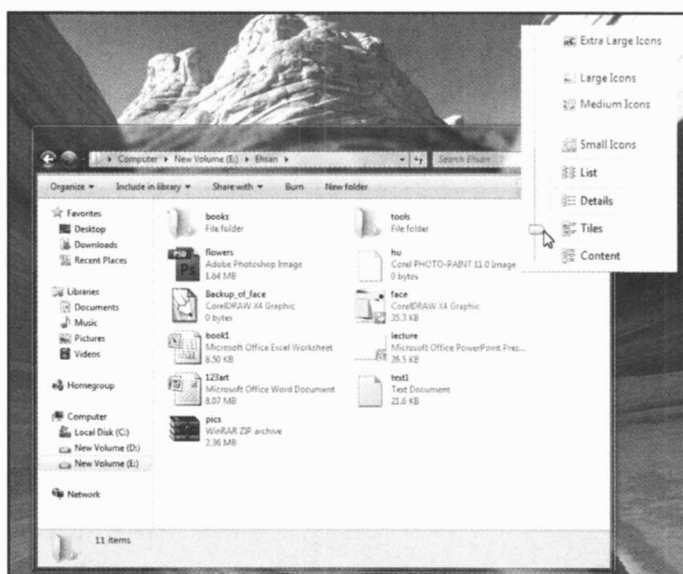 Extra Large Icons
Large Icons
Medium Icons
Small Icons
List
Details
Tiles
Content
Computer ▸ New Volume (E:) ▸ Ehsan ▸
Search Ehsan
Organize ▾ Include in library ▾ Share with ▾ Burn New folder
Favorites
Desktop
Downloads
Recent Places
Libraries
Documents
Music
Pictures
Videos
Homegroup
Computer
Local Disk (C:)
New Volume (D:)
New Volume (E:)
Network
books
File folder
tools
File folder
PSD
Ps
flowers
Adobe Photoshop Image
1.64 MB
hu
Corel PHOTO-PAINT 11.0 Image
0 bytes
Backup_of_face
CorelDRAW X4 Graphic
0 bytes
face
CorelDRAW X4 Graphic
35.3 KB
book1
Microsoft Office Excel Worksheet
8.50 KB
lecture
Microsoft Office PowerPoint Pres...
26.5 KB
123art
Microsoft Office Word Document
8.07 MB
text1
Text Document
21.6 KB
pics
WinRAR ZIP archive
2.36 MB
11 items